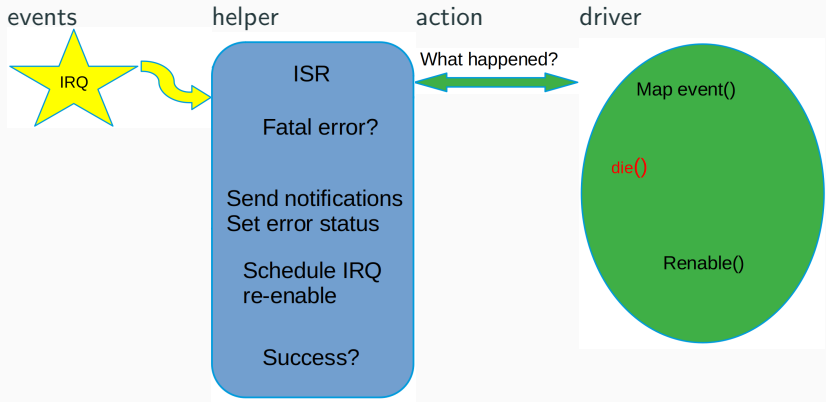 events
helper
action
driver
IRQ
ISR
Fatal error?
Send notifications
Set error status
Schedule IRQ
re-enable
Success?
What happened?
Map event()
die()
Renable()